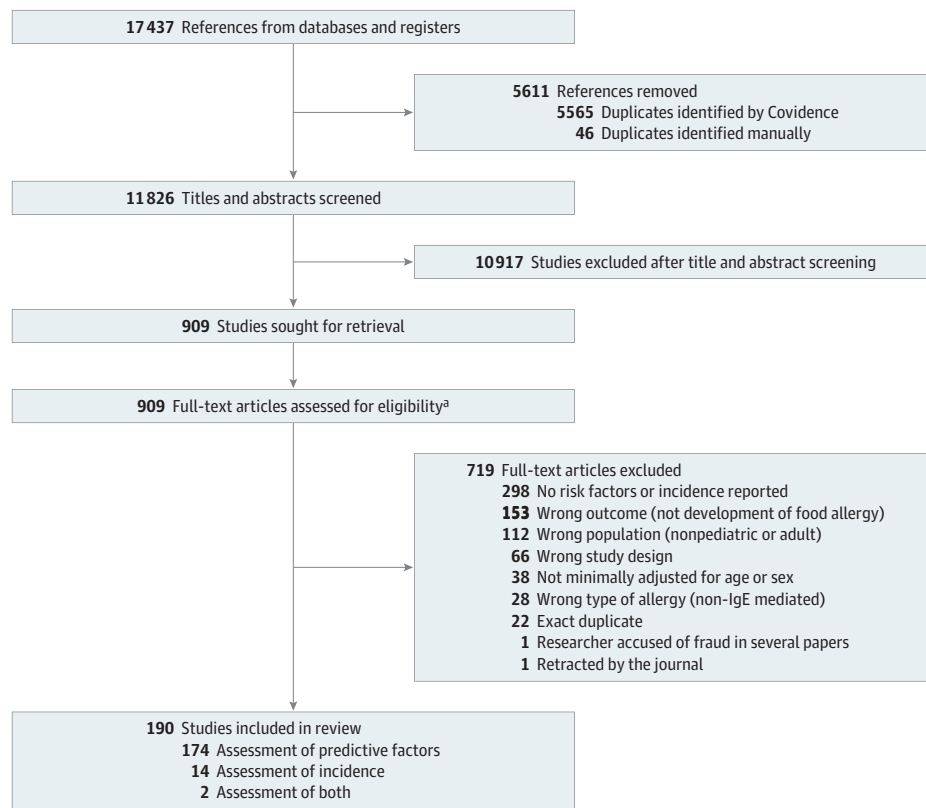 17 437 References from databases and registers
5611 References removed
5565 Duplicates identified by Covidence
46 Duplicates identified manually
11 826 Titles and abstracts screened
10 917 Studies excluded after title and abstract screening
909 Studies sought for retrieval
909 Full-text articles assessed for eligibilityᵃ
719 Full-text articles excluded
298 No risk factors or incidence reported
153 Wrong outcome (not development of food allergy)
112 Wrong population (nonpediatric or adult)
66 Wrong study design
38 Not minimally adjusted for age or sex
28 Wrong type of allergy (non-IgE mediated)
22 Exact duplicate
1 Researcher accused of fraud in several papers
1 Retracted by the journal
190 Studies included in review
174 Assessment of predictive factors
14 Assessment of incidence
2 Assessment of both